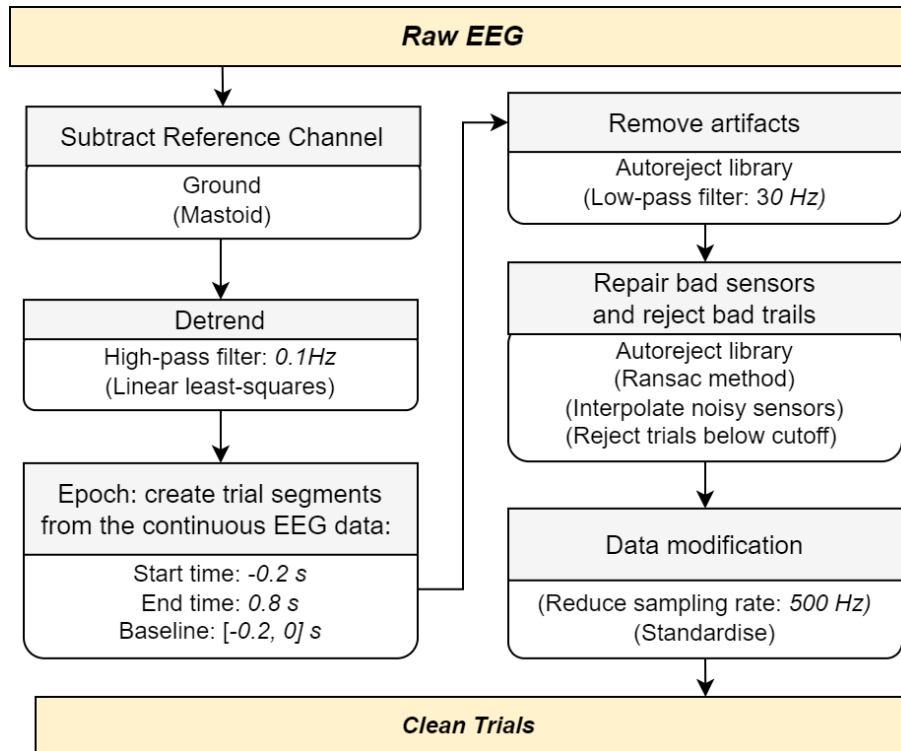 Raw EEG
Subtract Reference Channel
Ground
(Mastoid)
Detrend
High-pass filter: 0.1Hz
(Linear least-squares)
Epoch: create trial segments
from the continuous EEG data:
Start time: -0.2 s
End time: 0.8 s
Baseline: [-0.2, 0] s
Remove artifacts
Autoreject library
(Low-pass filter: 30 Hz)
Repair bad sensors
and reject bad trails
Autoreject library
(Ransac method)
(Interpolate noisy sensors)
(Reject trials below cutoff)
Data modification
(Reduce sampling rate: 500 Hz)
(Standardise)
Clean Trials